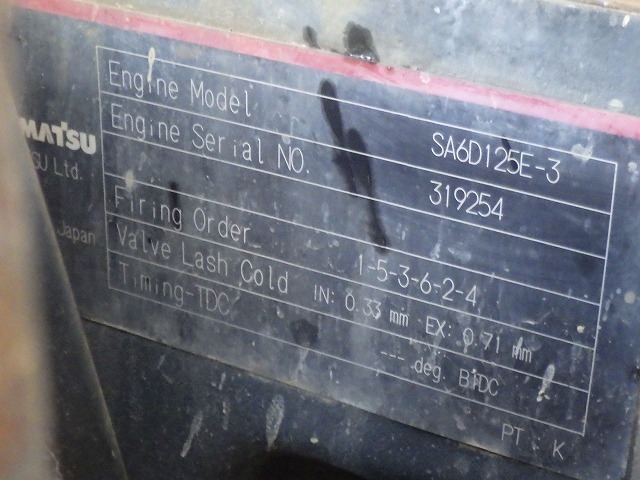 MATSU
SU Ltd.
Japan
Engine Model SA6D125E-3
Engine Serial NO. 319254
Firing Order 1-5-3-6-2-4
Valve Lash Cold IN: 0.33 mm EX: 0.71 mm
Timing-TDC --- deg. BTDC
PT K